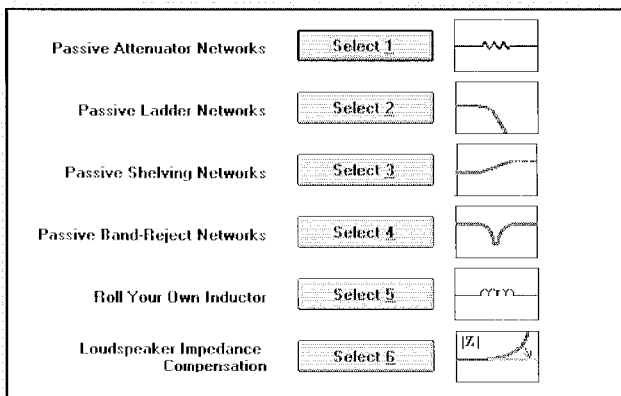 Passive Attenuator Networks Select 1
Passive Ladder Networks Select 2
Passive Shelving Networks Select 3
Passive Band-Reject Networks Select 4
Roll Your Own Inductor Select 5
Loudspeaker Impedance
Compensation Select 6 |Z|